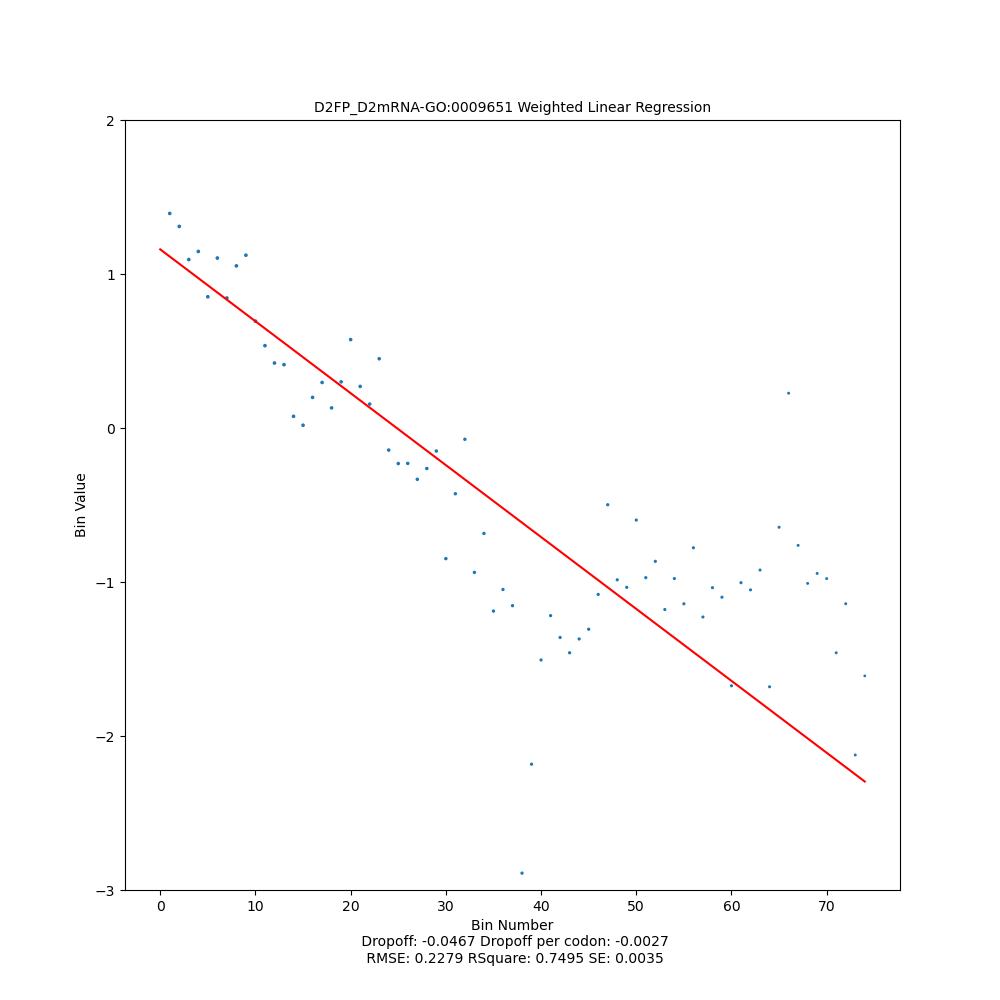 D2FP_D2mRNA-GO:0009651 Weighted Linear Regression
2
1
0
−1
−2
−3
Bin Value
0 10 20 30 40 50 60 70
Bin Number
Dropoff: -0.0467 Dropoff per codon: -0.0027
RMSE: 0.2279 RSquare: 0.7495 SE: 0.0035